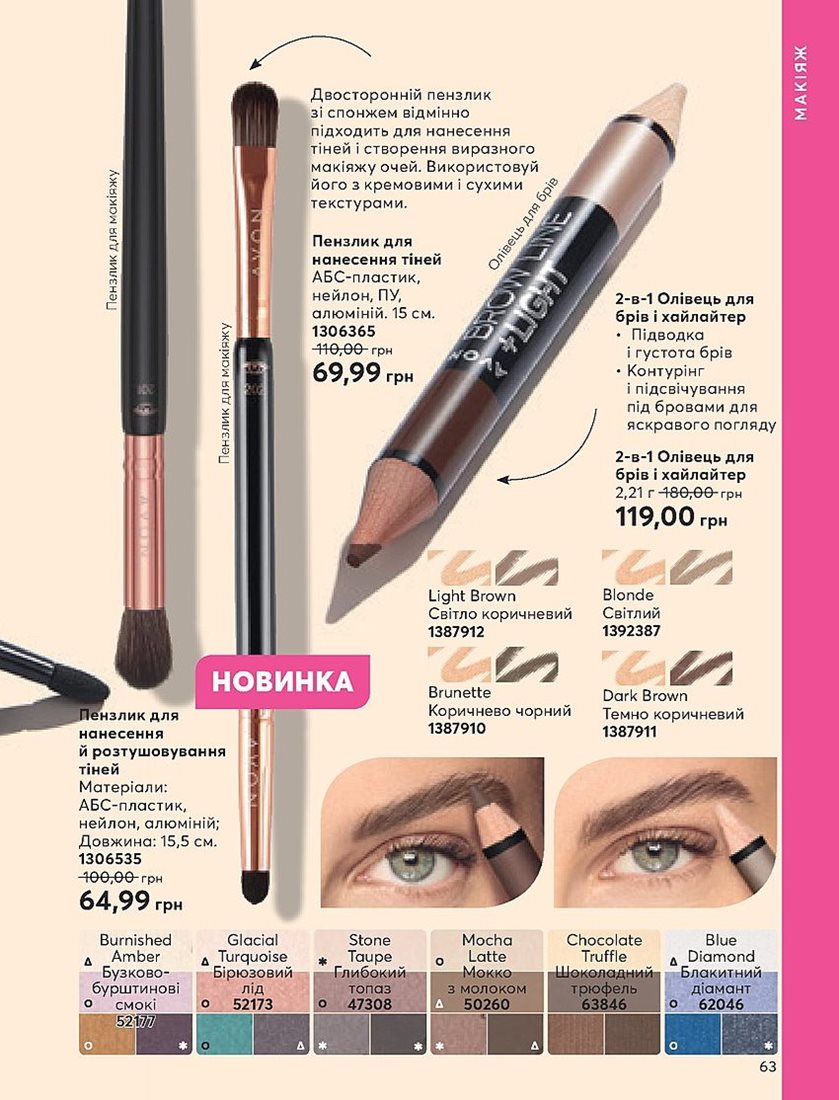 МАКІЯЖ
Двосторонній пензлик
зі спонжем відмінно
підходить для нанесення
тіней і створення виразного
макіяжу очей. Використовуй
його з кремовими і сухими
текстурами.
Пензлик для макіяжу
Пензлик для макіяжу
Олівець для брів
Пензлик для
нанесення тіней
АБС-пластик,
нейлон, ПУ,
алюміній. 15 см.
1306365
110,00 грн
69,99 грн
AVON
AVON
AVON
BROW LINE
+LIGHT
2-в-1 Олівець для
брів і хайлайтер
• Підводка
і густота брів
• Контурінг
і підсвічування
під бровами для
яскравого погляду
2-в-1 Олівець для
брів і хайлайтер
2,21 г 180,00 грн
119,00 грн
Light Brown
Світло коричневий
1387912
Blonde
Світлий
1392387
Brunette
Коричнево чорний
1387910
Dark Brown
Темно коричневий
1387911
НОВИНКА
Пензлик для
нанесення
й розтушовування
тіней
Матеріали:
АБС-пластик,
нейлон, алюміній;
Довжина: 15,5 см.
1306535
100,00 грн
64,99 грн
Burnished
Amber
Бузково-
бурштинові
смокі
52177
Glacial
Turquoise
Бірюзовий
лід
52173
Stone
Taupe
Глибокий
топаз
47308
Mocha
Latte
Мокко
з молоком
50260
Chocolate
Truffle
Шоколадний
трюфель
63846
Blue
Diamond
Блакитний
діамант
62046
63